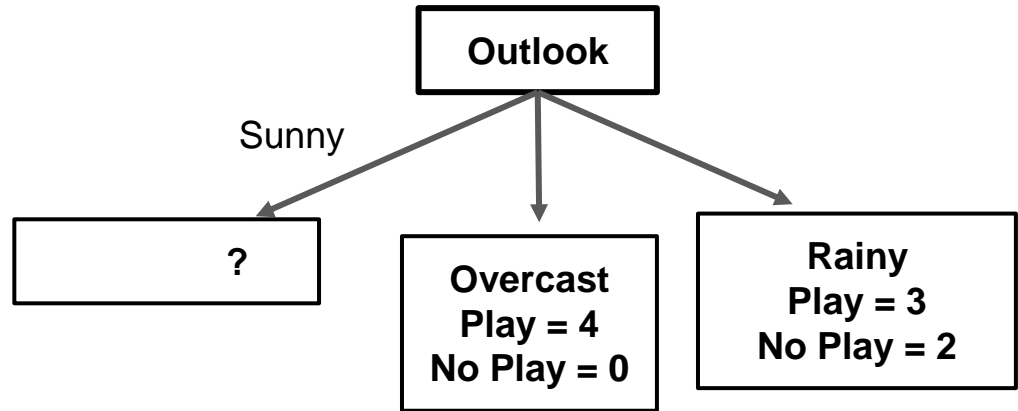 Outlook
Sunny
?
Overcast
Play = 4
No Play = 0
Rainy
Play = 3
No Play = 2